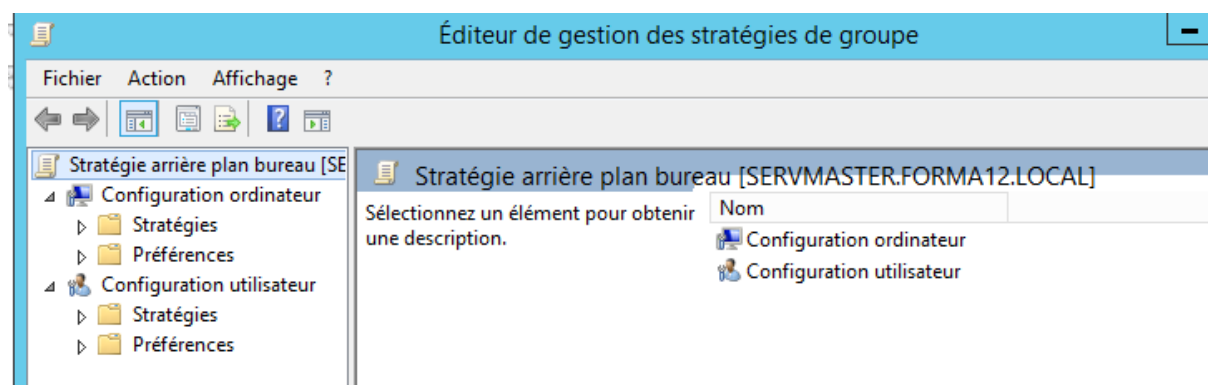 Éditeur de gestion des stratégies de groupe
Fichier Action Affichage ?
Stratégie arrière plan bureau [SE
Configuration ordinateur
Stratégies
Préférences
Configuration utilisateur
Stratégies
Préférences
Stratégie arrière plan bureau [SERVMASTER.FORMA12.LOCAL]
Sélectionnez un élément pour obtenir
une description.
Nom
Configuration ordinateur
Configuration utilisateur